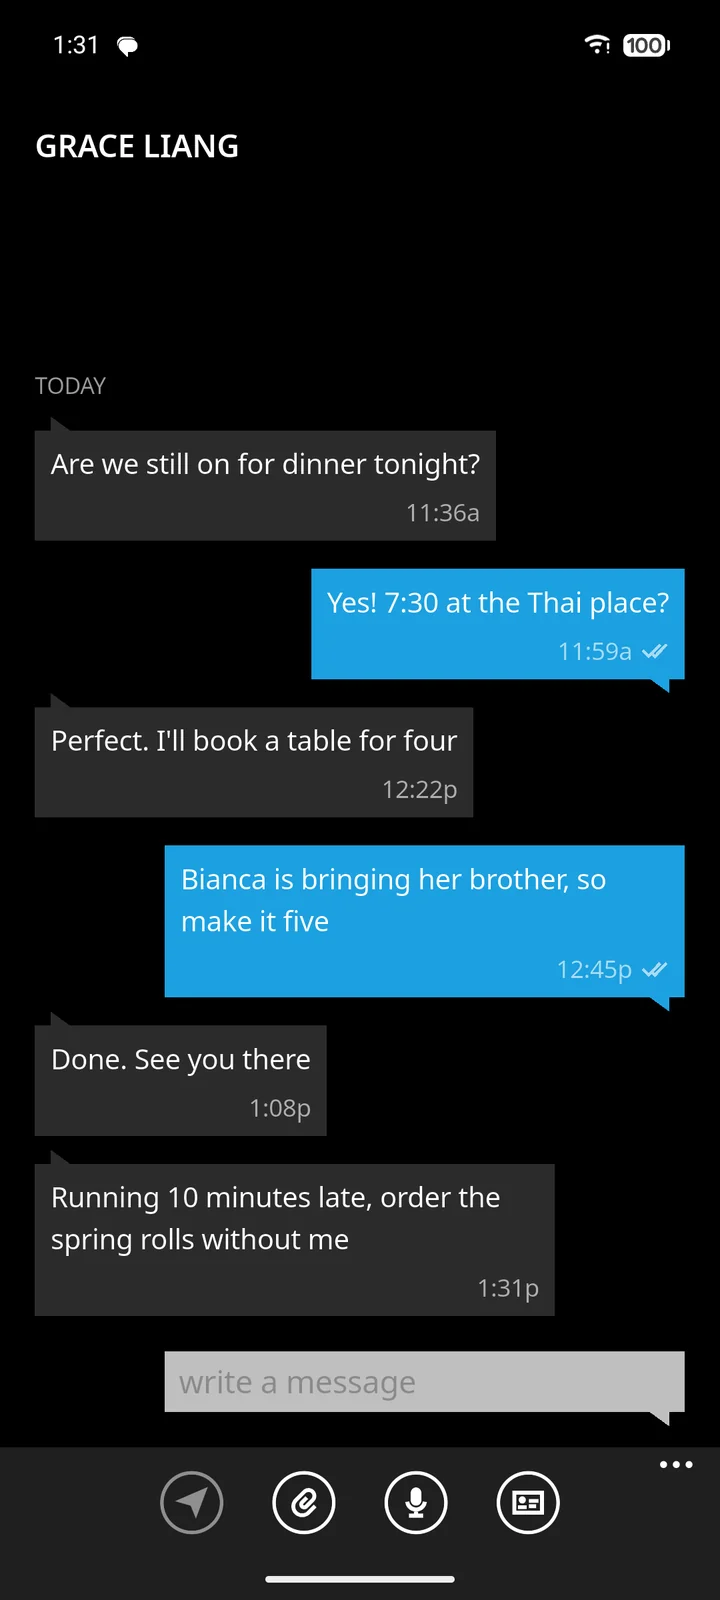 1:31
100
GRACE LIANG
TODAY
Are we still on for dinner tonight?
11:36a
Yes! 7:30 at the Thai place?
11:59a
Perfect. I'll book a table for four
12:22p
Bianca is bringing her brother, so
make it five
12:45p
Done. See you there
1:08p
Running 10 minutes late, order the
spring rolls without me
1:31p
write a message